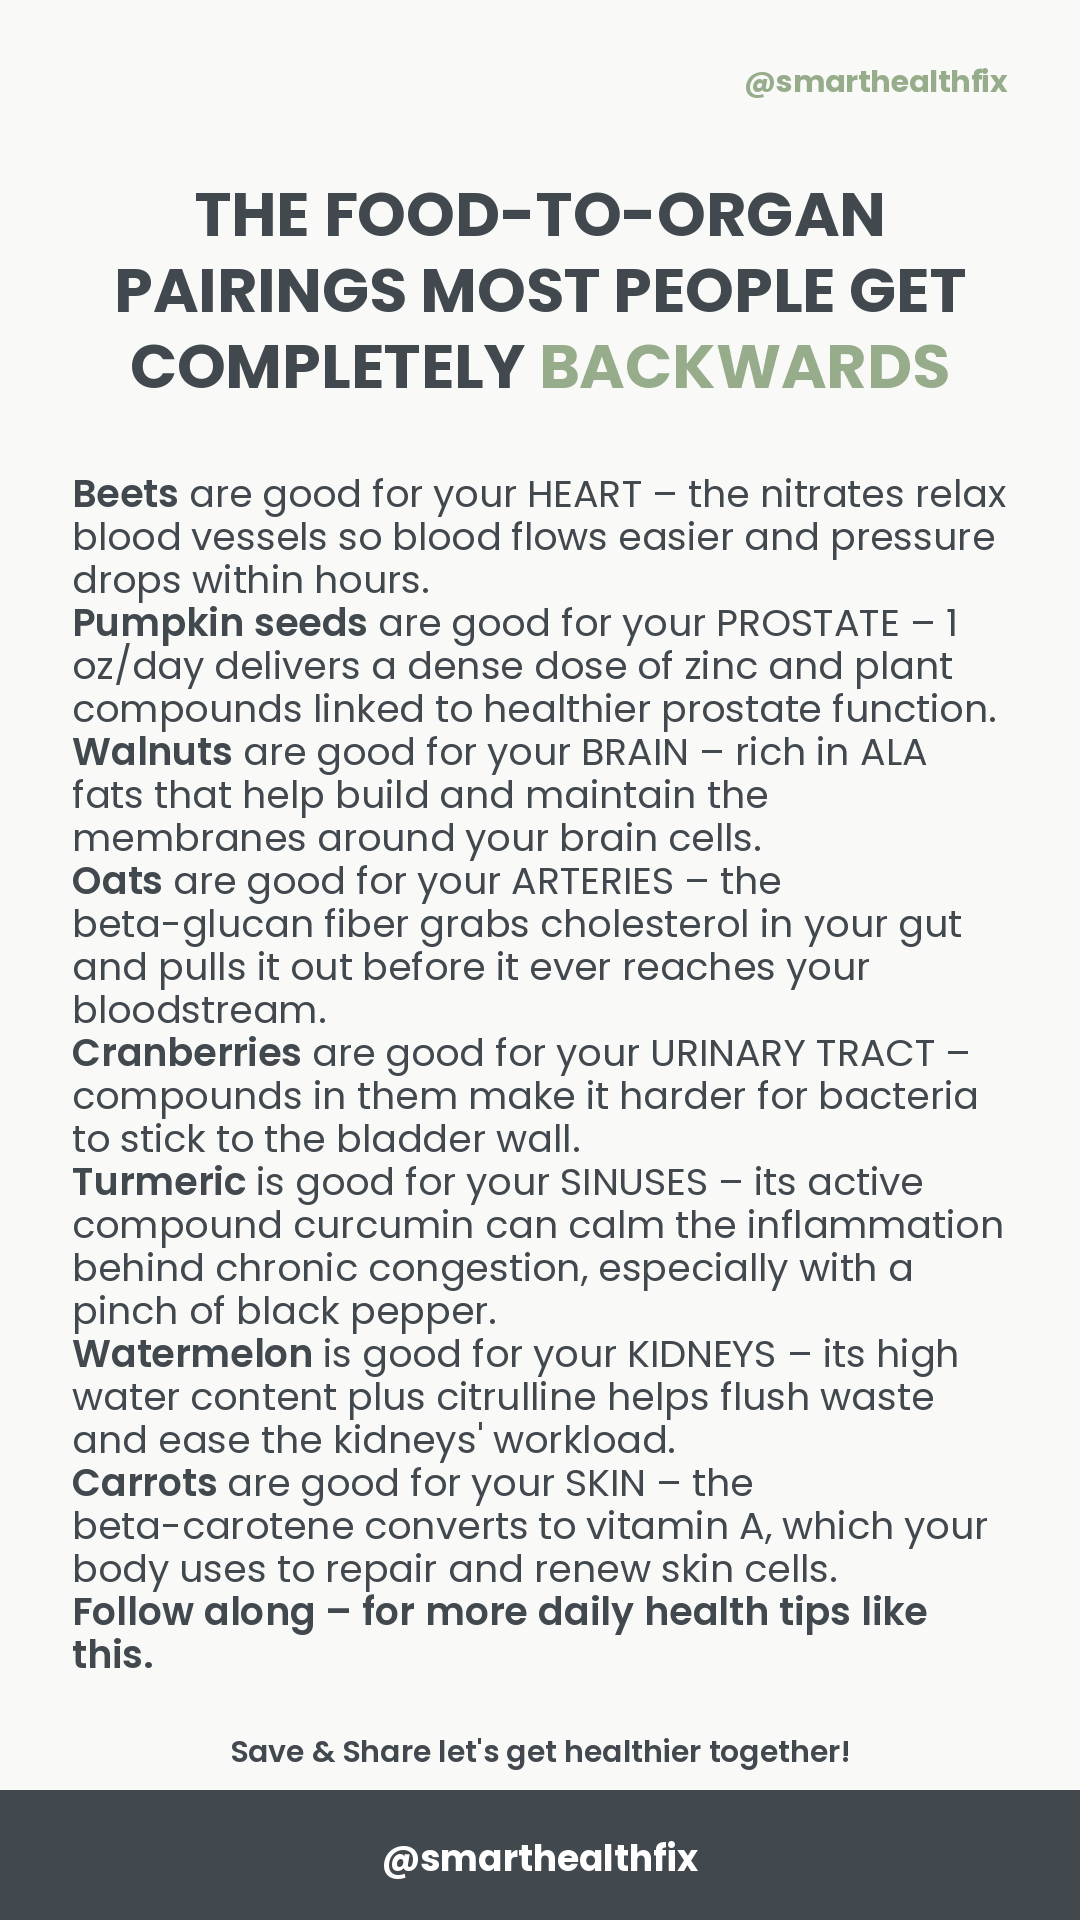 @smarthealthfix
THE FOOD-TO-ORGAN
PAIRINGS MOST PEOPLE GET
COMPLETELY BACKWARDS
Beets are good for your HEART – the nitrates relax
blood vessels so blood flows easier and pressure
drops within hours.
Pumpkin seeds are good for your PROSTATE – 1
oz/day delivers a dense dose of zinc and plant
compounds linked to healthier prostate function.
Walnuts are good for your BRAIN – rich in ALA
fats that help build and maintain the
membranes around your brain cells.
Oats are good for your ARTERIES – the
beta-glucan fiber grabs cholesterol in your gut
and pulls it out before it ever reaches your
bloodstream.
Cranberries are good for your URINARY TRACT –
compounds in them make it harder for bacteria
to stick to the bladder wall.
Turmeric is good for your SINUSES – its active
compound curcumin can calm the inflammation
behind chronic congestion, especially with a
pinch of black pepper.
Watermelon is good for your KIDNEYS – its high
water content plus citrulline helps flush waste
and ease the kidneys' workload.
Carrots are good for your SKIN – the
beta-carotene converts to vitamin A, which your
body uses to repair and renew skin cells.
Follow along – for more daily health tips like
this.
Save & Share let's get healthier together!
@smarthealthfix